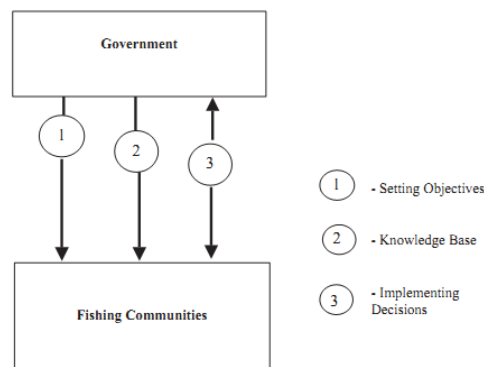 Government
1
2
3
1 - Setting Objectives
2 - Knowledge Base
3 - Implementing
Decisions
Fishing Communities